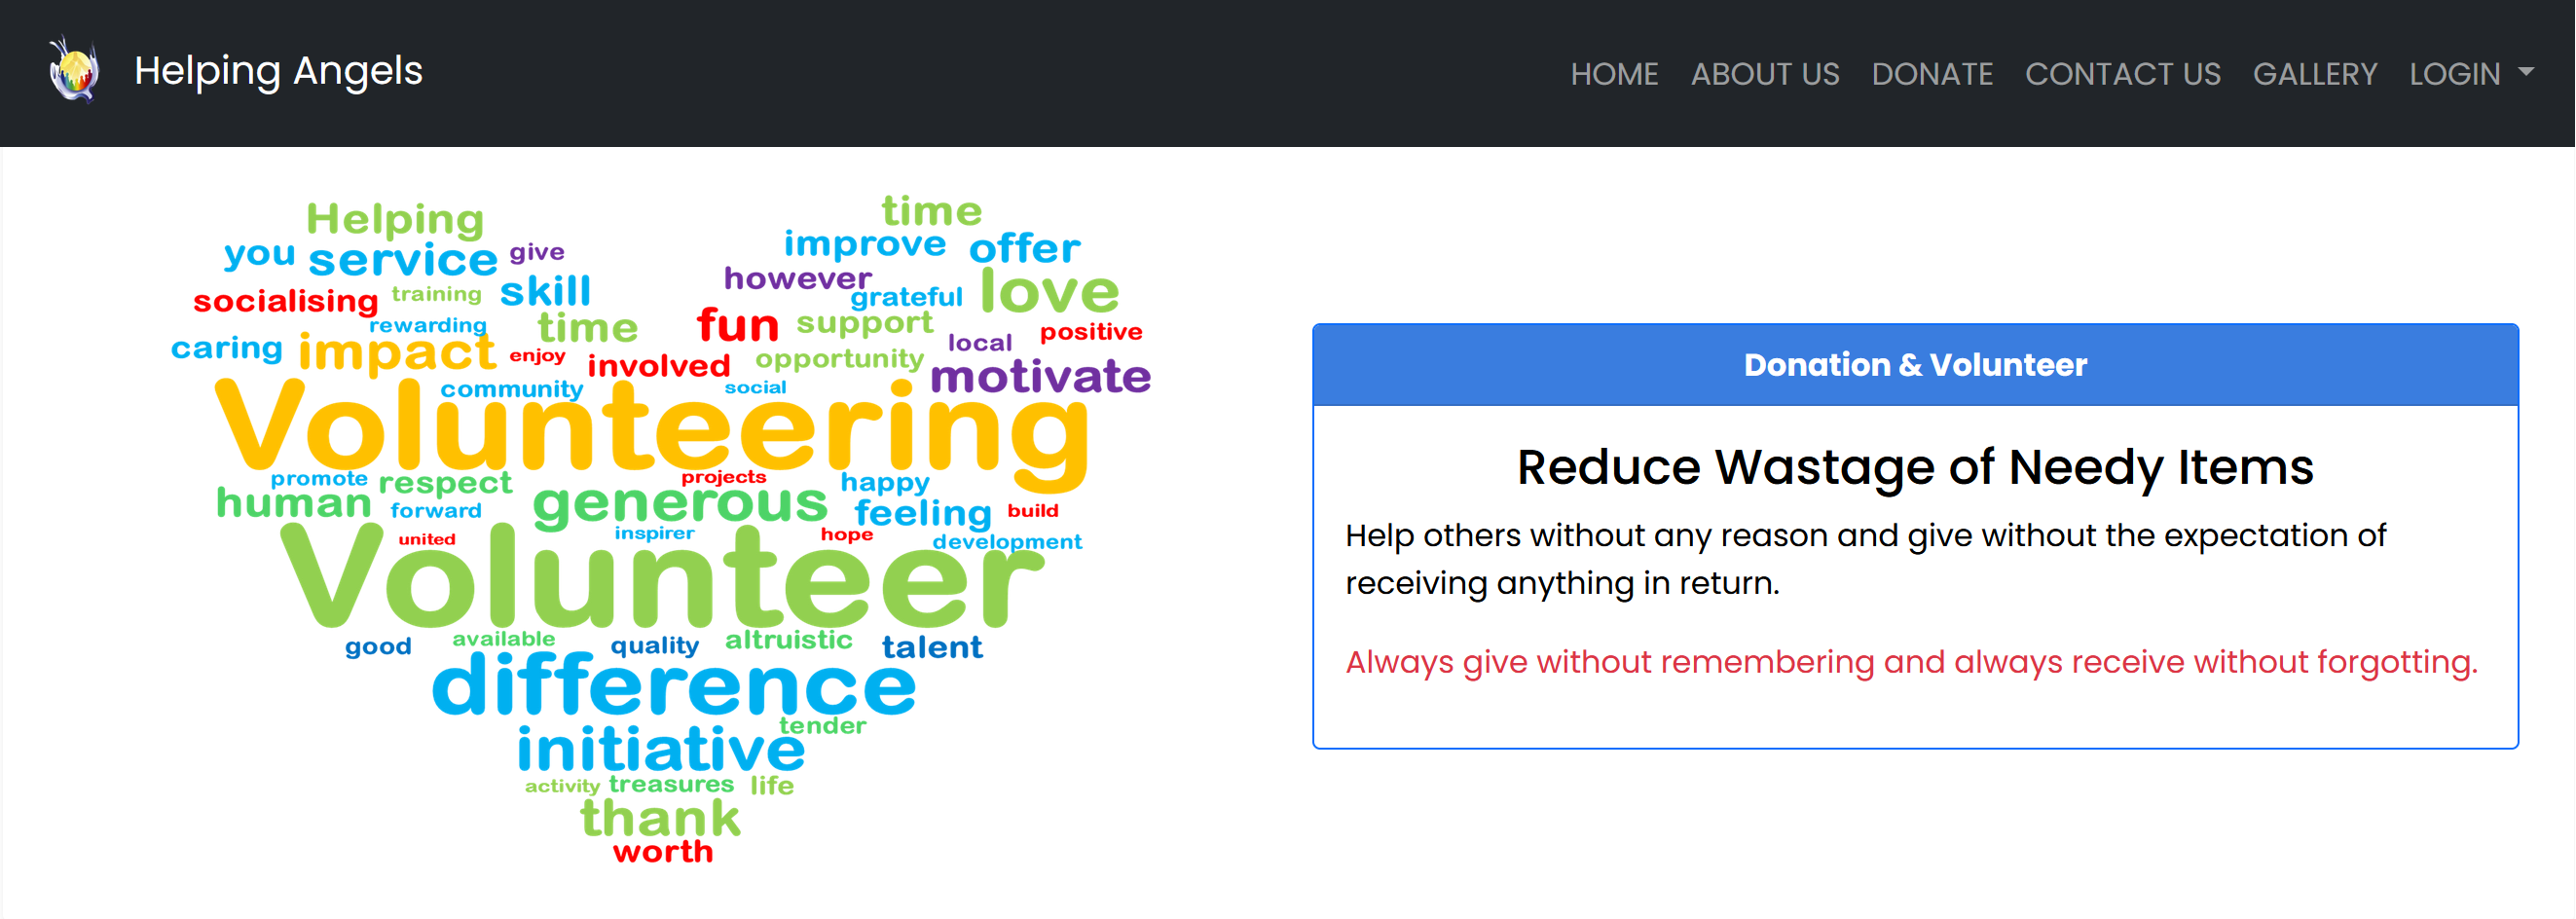 Helping Angels
HOME ABOUT US DONATE CONTACT US GALLERY LOGIN
Helping
you service give
socialising training skill
rewarding time
caring impact enjoy
community
time
improve offer
however grateful love
fun support local positive
involved opportunity motivate
social
Volunteering
promote respect projects happy
human forward generous feeling build
united inspirer hope development
Volunteer
good available quality altruistic talent
difference
tender
initiative
activity treasures life
thank
worth
Donation & Volunteer
Reduce Wastage of Needy Items
Help others without any reason and give without the expectation of
receiving anything in return.
Always give without remembering and always receive without forgotting.